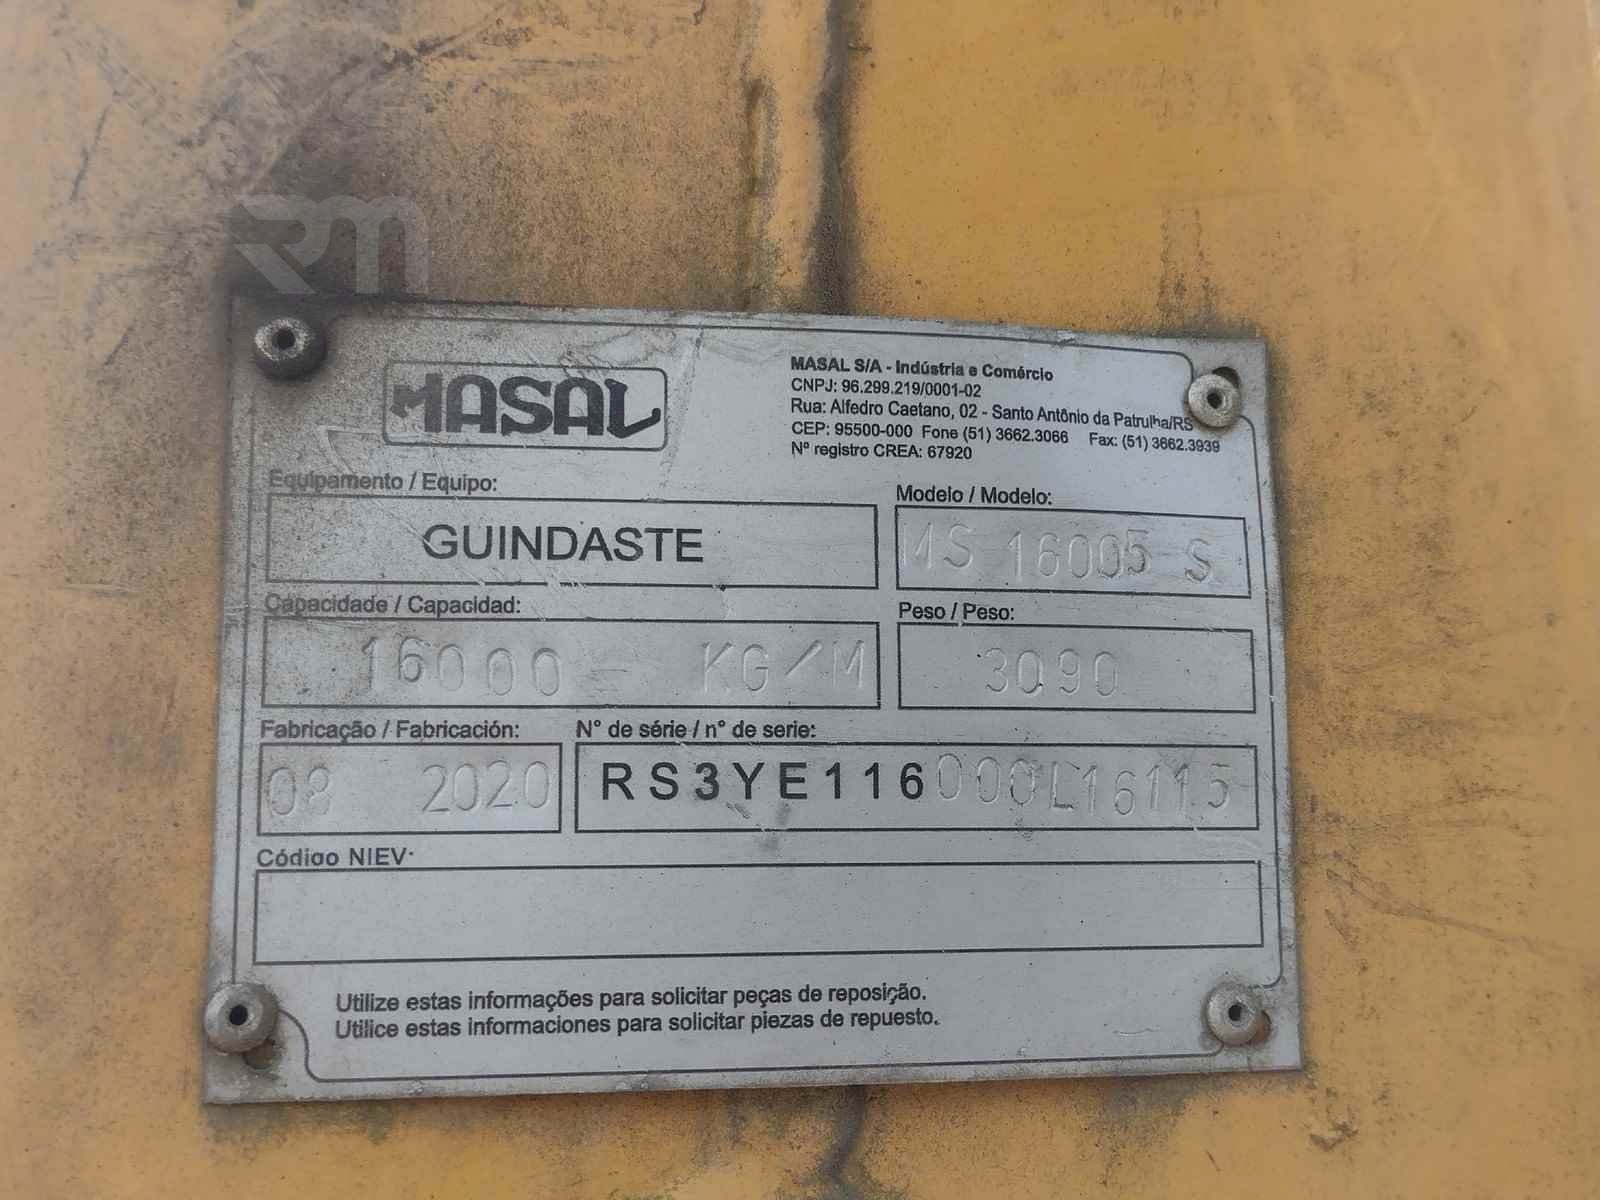 RM
MASAL
MASAL S/A - Indústria e Comércio
CNPJ: 96.299.219/0001-02
Rua: Alfedro Caetano, 02 - Santo Antônio da Patrulha/RS
CEP: 95500-000 Fone (51) 3662.3066 Fax: (51) 3662.3939
Nº registro CREA: 67920
Equipamento / Equipo:
GUINDASTE
Modelo / Modelo:
MS 16005 S
Capacidade / Capacidad:
16000 KG/M
Peso / Peso:
3090
Fabricação / Fabricación:
08 2020
N° de série / n° de serie:
RS3YE116000L16115
Código NIEV:
Utilize estas informações para solicitar peças de reposição.
Utilice estas informaciones para solicitar piezas de repuesto.